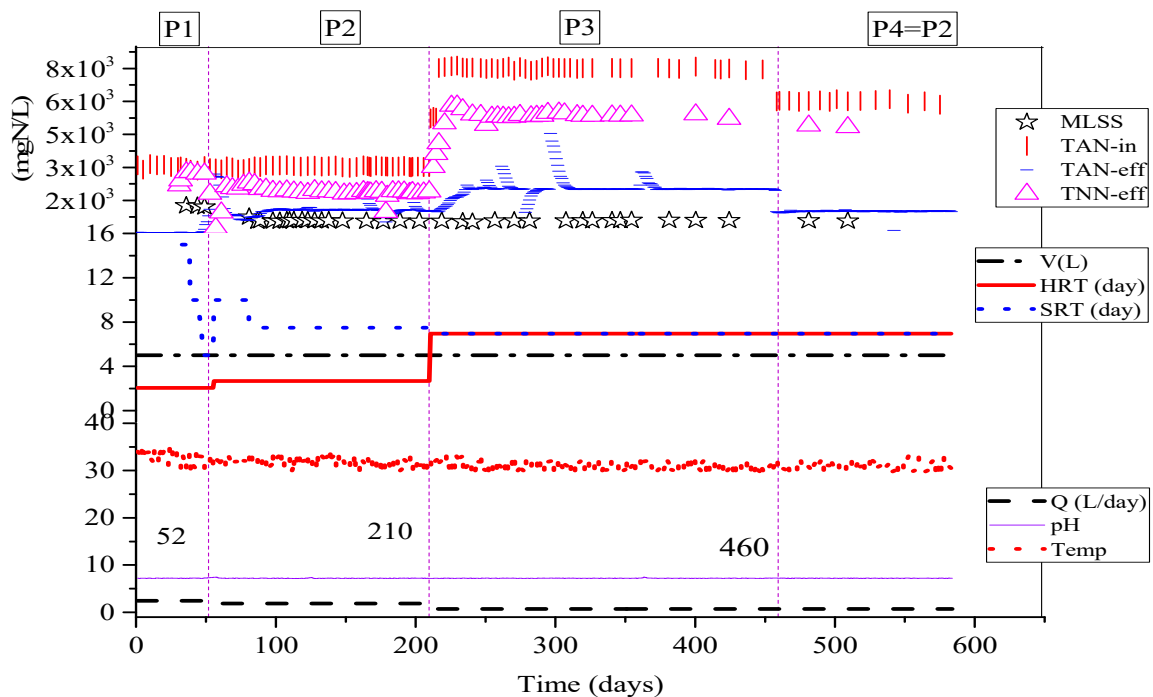 P1
P2
P3
P4=P2
(mgN/L)
8x10³
6x10³
5x10³
3x10³
2x10³
16
12
8
4
0
40
30
20
10
0
MLSS
TAN-in
TAN-eff
TNN-eff
V(L)
HRT (day)
SRT (day)
Q (L/day)
pH
Temp
52
210
460
0
100
200
300
400
500
600
Time (days)